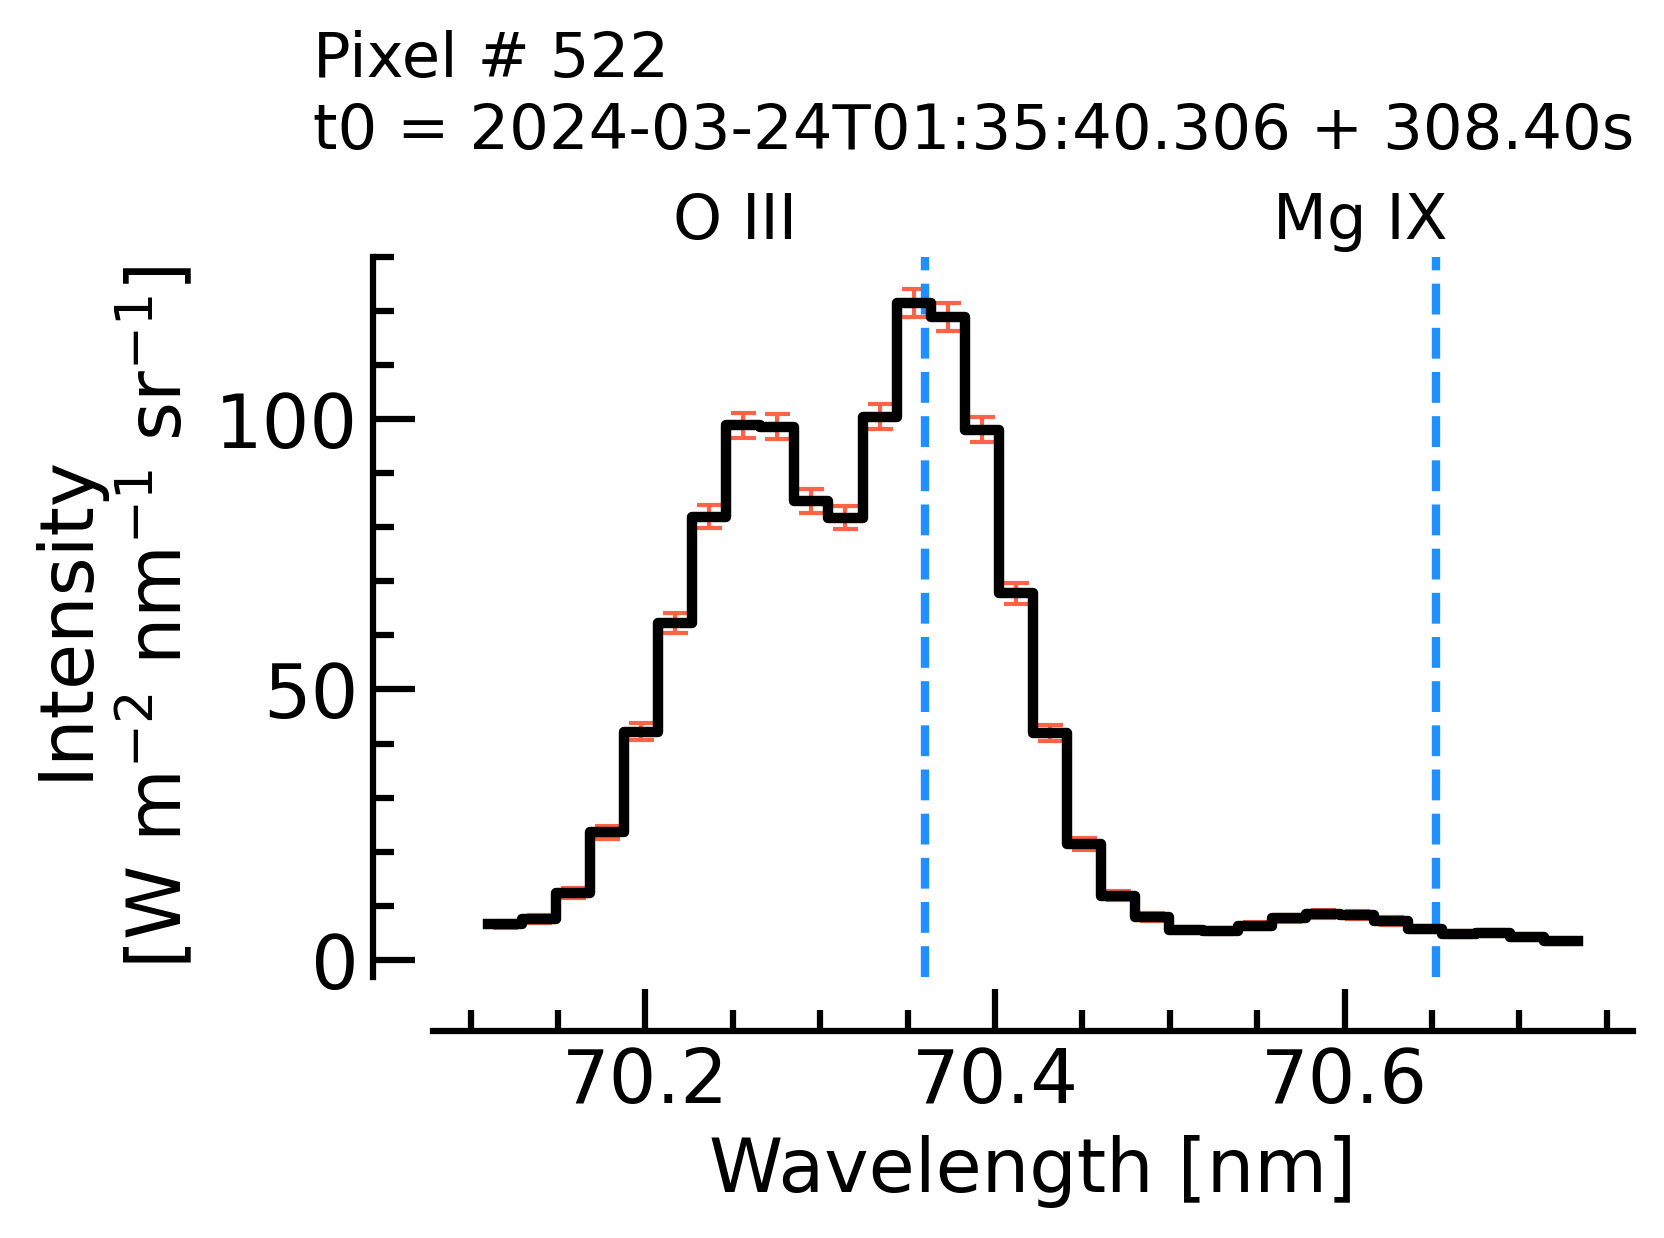 Pixel # 522
t0 = 2024-03-24T01:35:40.306 + 308.40s
O III Mg IX
Intensity
[W m⁻² nm⁻¹ sr⁻¹]
100
50
0
70.2 70.4 70.6
Wavelength [nm]